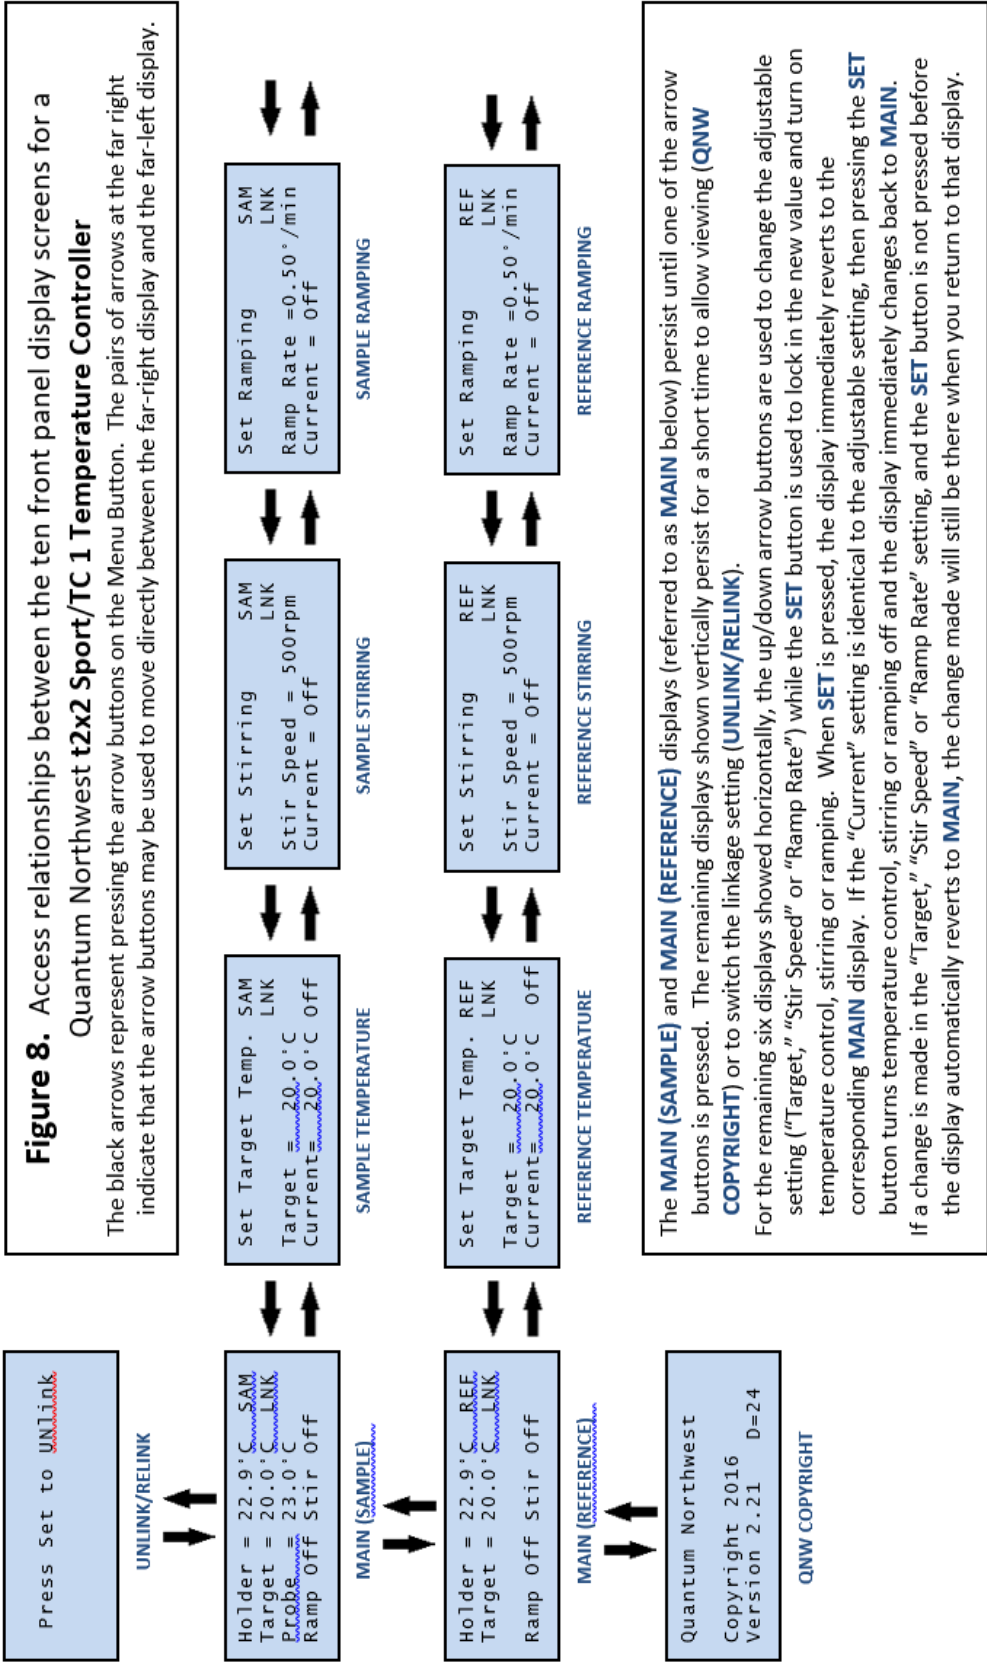 Figure 8. Access relationships between the ten front panel display screens for a
Quantum Northwest t2x2 Sport/TC 1 Temperature Controller
The black arrows represent pressing the arrow buttons on the Menu Button. The pairs of arrows at the far right
indicate that the arrow buttons may be used to move directly between the far-right display and the far-left display.
Press Set to UNlink
UNLINK/RELINK
Holder = 22.9'C SAM
Target = 20.0'C LNK
Probe = 23.0'C
Ramp Off Stir Off
MAIN (SAMPLE)
Set Target Temp. SAM
LNK
Target = 20.0'C
Current= 20.0'C Off
SAMPLE TEMPERATURE
Set Stirring SAM
LNK
Stir Speed = 500rpm
Current = Off
SAMPLE STIRRING
Set Ramping SAM
LNK
Ramp Rate =0.50°/min
Current = Off
SAMPLE RAMPING
Holder = 22.9'C REF
Target = 20.0'C LNK
Ramp Off Stir Off
MAIN (REFERENCE)
Set Target Temp. REF
LNK
Target = 20.0'C
Current= 20.0'C Off
REFERENCE TEMPERATURE
Set Stirring REF
LNK
Stir Speed = 500rpm
Current = Off
REFERENCE STIRRING
Set Ramping REF
LNK
Ramp Rate =0.50°/min
Current = Off
REFERENCE RAMPING
Quantum Northwest
Copyright 2016
Version 2.21 D=24
QNW COPYRIGHT
The MAIN (SAMPLE) and MAIN (REFERENCE) displays (referred to as MAIN below) persist until one of the arrow
buttons is pressed. The remaining displays shown vertically persist for a short time to allow viewing (QNW
COPYRIGHT) or to switch the linkage setting (UNLINK/RELINK).
For the remaining six displays showed horizontally, the up/down arrow buttons are used to change the adjustable
setting ("Target," "Stir Speed" or "Ramp Rate") while the SET button is used to lock in the new value and turn on
temperature control, stirring or ramping. When SET is pressed, the display immediately reverts to the
corresponding MAIN display. If the "Current" setting is identical to the adjustable setting, then pressing the SET
button turns temperature control, stirring or ramping off and the display immediately changes back to MAIN.
If a change is made in the "Target," "Stir Speed" or "Ramp Rate" setting, and the SET button is not pressed before
the display automatically reverts to MAIN, the change made will still be there when you return to that display.